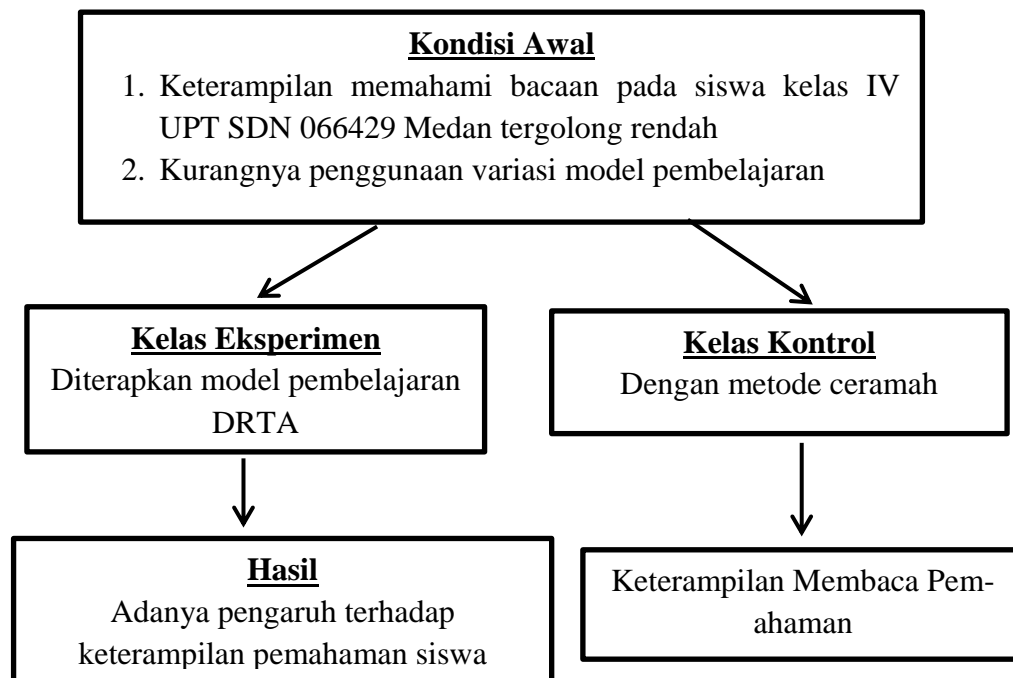 Kondisi Awal
1. Keterampilan memahami bacaan pada siswa kelas IV
UPT SDN 066429 Medan tergolong rendah
2. Kurangnya penggunaan variasi model pembelajaran
Kelas Eksperimen
Diterapkan model pembelajaran
DRTA
Kelas Kontrol
Dengan metode ceramah
Hasil
Adanya pengaruh terhadap
keterampilan pemahaman siswa
Keterampilan Membaca Pem-
ahaman